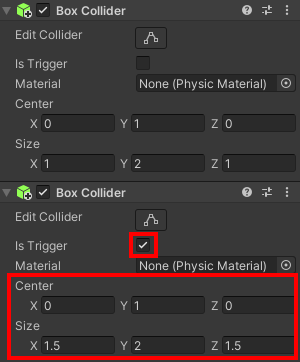 Box Collider
Edit Collider
Is Trigger
Material None (Physic Material)
Center
X 0 Y 1 Z 0
Size
X 1 Y 2 Z 1
Box Collider
Edit Collider
Is Trigger
Material None (Physic Material)
Center
X 0 Y 1 Z 0
Size
X 1.5 Y 2 Z 1.5